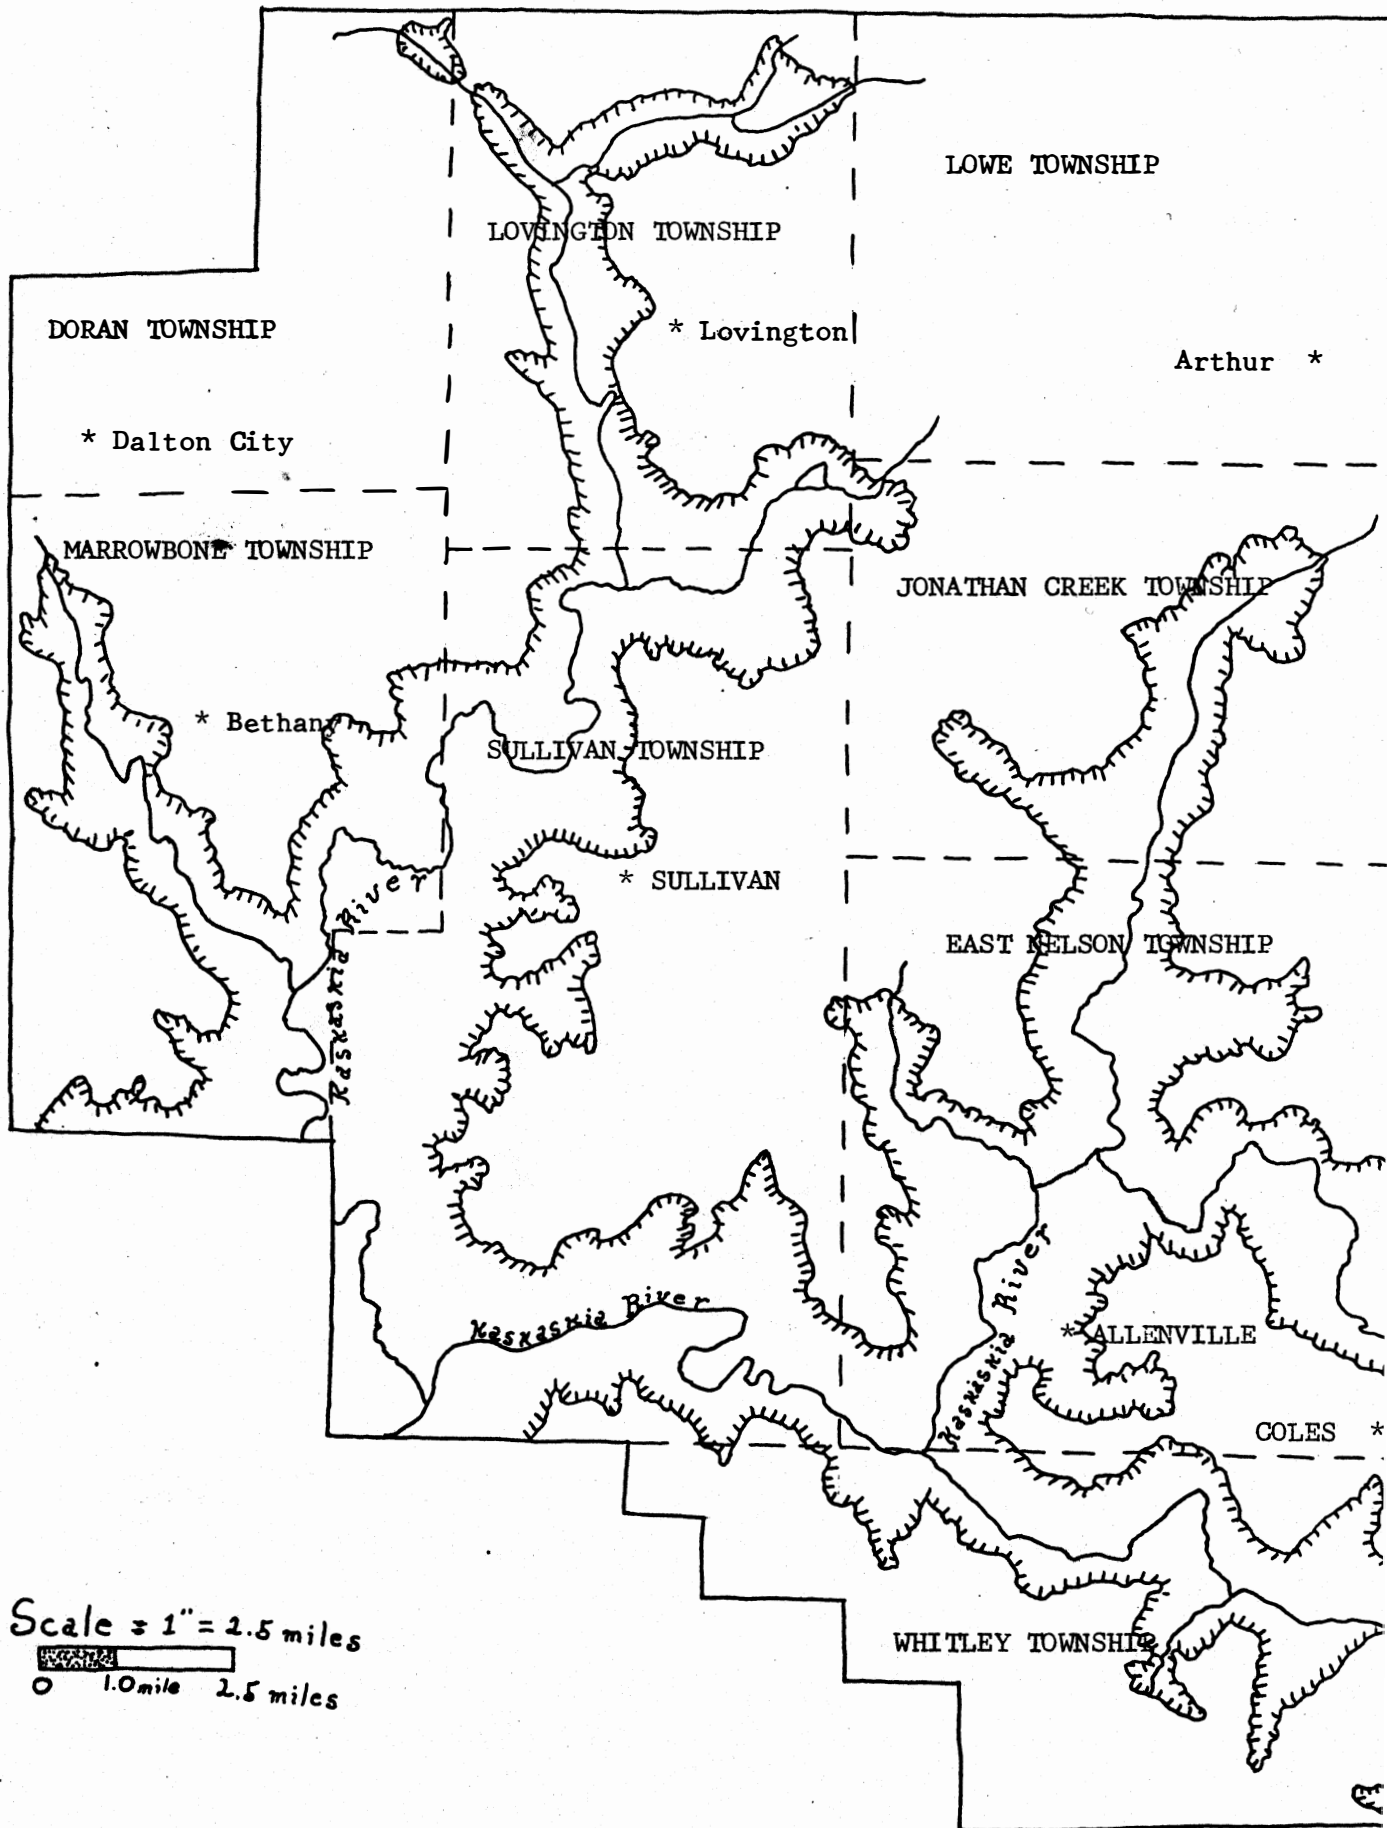 LOWE TOWNSHIP
LOVINGTON TOWNSHIP
DORAN TOWNSHIP
* Lovington
Arthur *
* Dalton City
MARROWBONE TOWNSHIP
JONATHAN CREEK TOWNSHIP
* Bethany
SULLIVAN TOWNSHIP
* SULLIVAN
Kaskaskia River
EAST NELSON TOWNSHIP
Kaskaskia River
Kaskaskia River
* ALLENVILLE
COLES *
Scale = 1" = 2.5 miles
0 1.0 mile 2.5 miles
WHITLEY TOWNSHIP